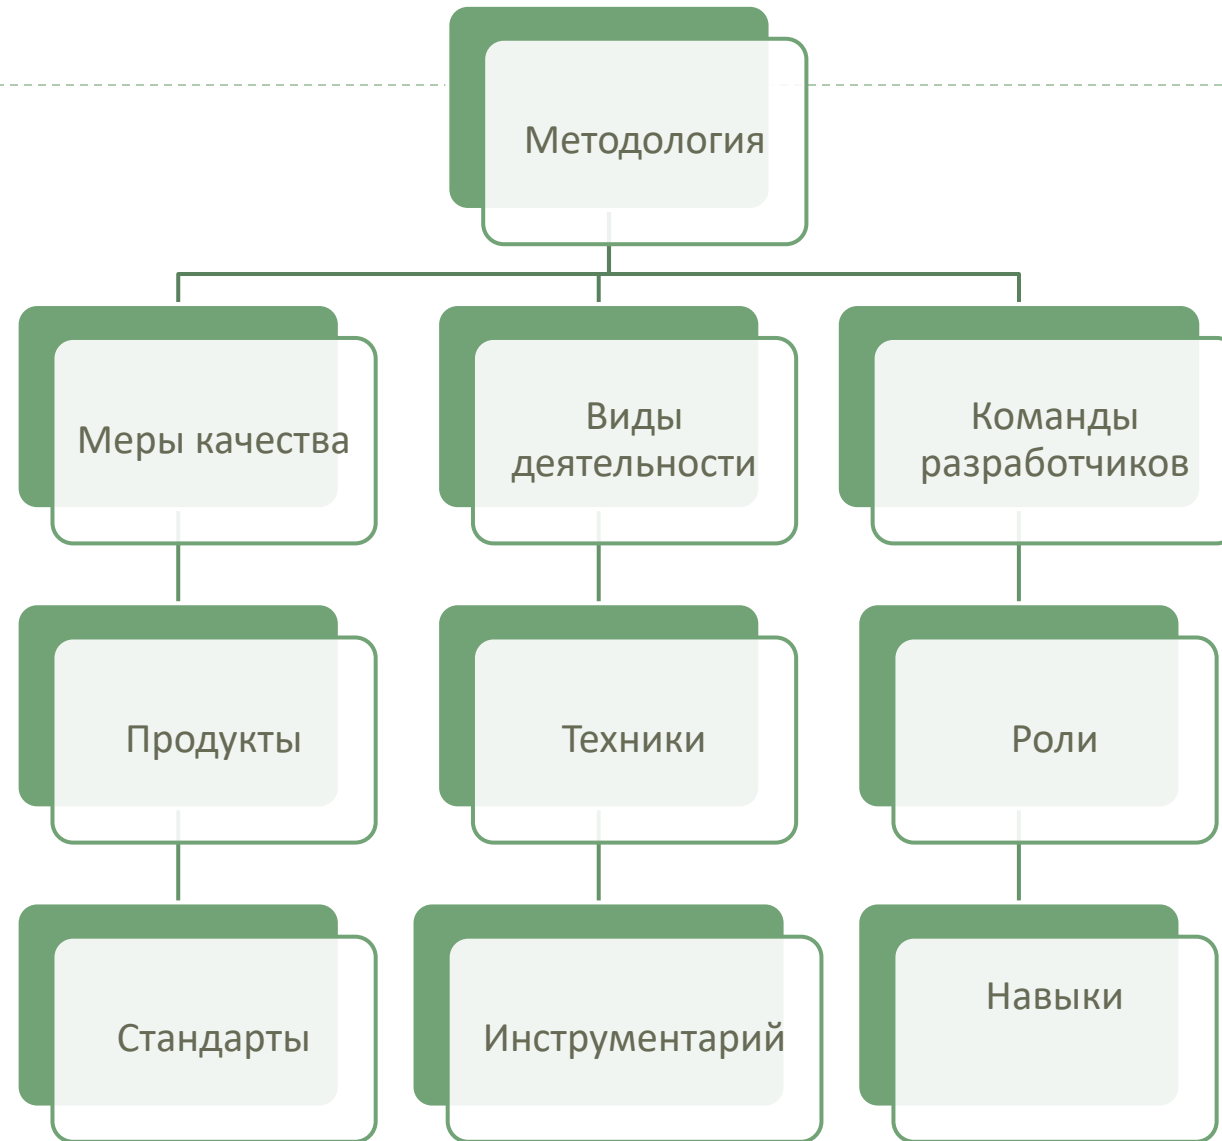 Методология
Меры качества
Виды
деятельности
Команды
разработчиков
Продукты
Техники
Роли
Стандарты
Инструментарий
Навыки